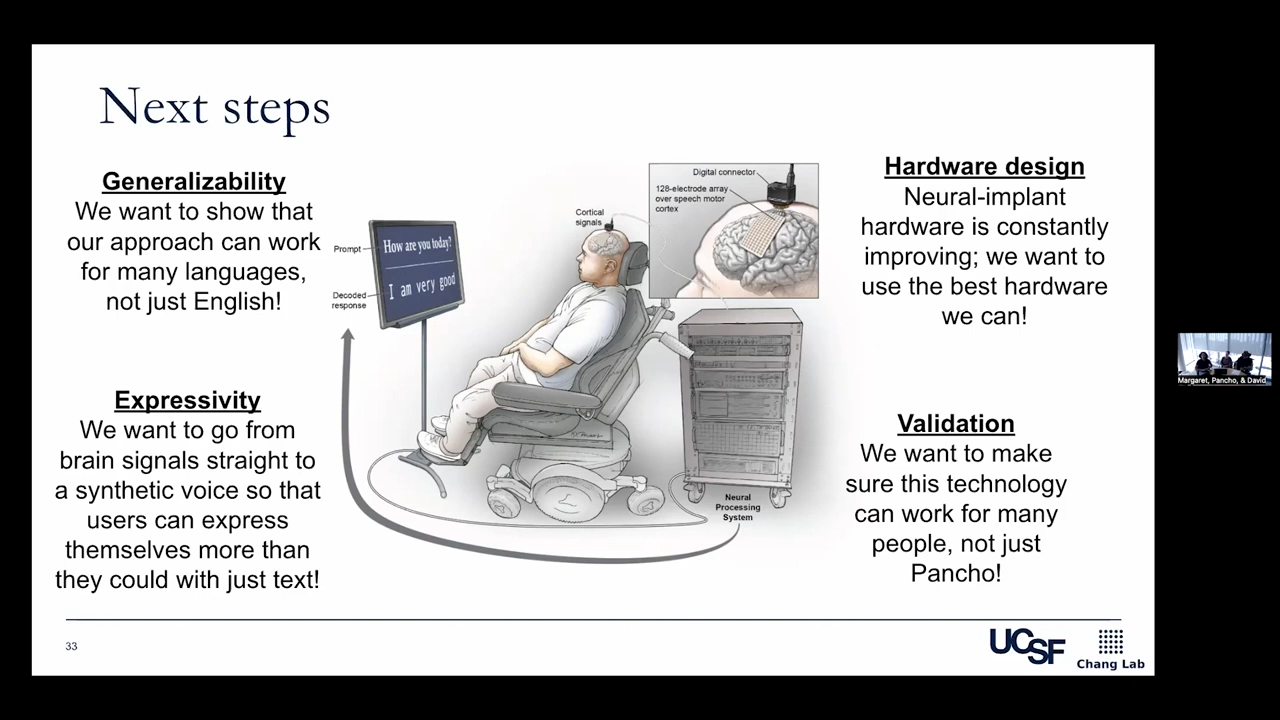 Next steps
Generalizability
We want to show that
our approach can work
for many languages,
not just English!
Expressivity
We want to go from
brain signals straight to
a synthetic voice so that
users can express
themselves more than
they could with just text!
Prompt
How are you today?
Decoded
response
I am very good
Cortical
signals
Digital connector
128-electrode array
over speech motor
cortex
Neural
Processing
System
Hardware design
Neural-implant
hardware is constantly
improving; we want to
use the best hardware
we can!
Validation
We want to make
sure this technology
can work for many
people, not just
Pancho!
33
UCSF
Chang Lab
Margaret, Pancho, & David